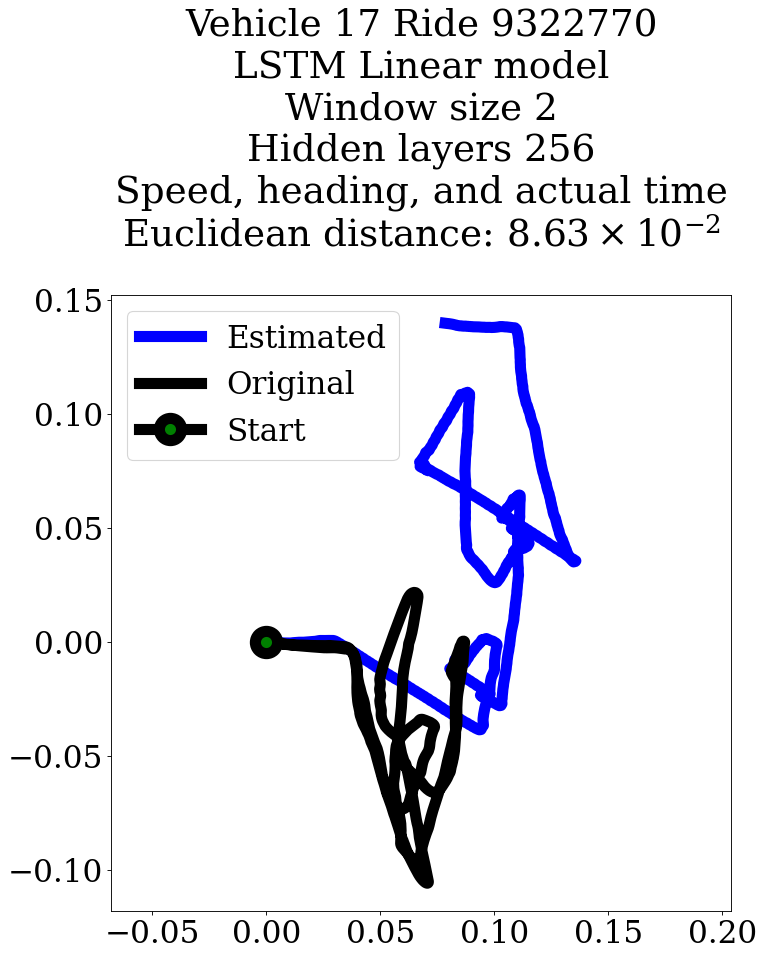 Vehicle 17 Ride 9322770
LSTM Linear model
Window size 2
Hidden layers 256
Speed, heading, and actual time
Euclidean distance: 8.63 × 10⁻²
0.15
0.10
0.05
0.00
−0.05
−0.10
Estimated
Original
Start
−0.05 0.00 0.05 0.10 0.15 0.20